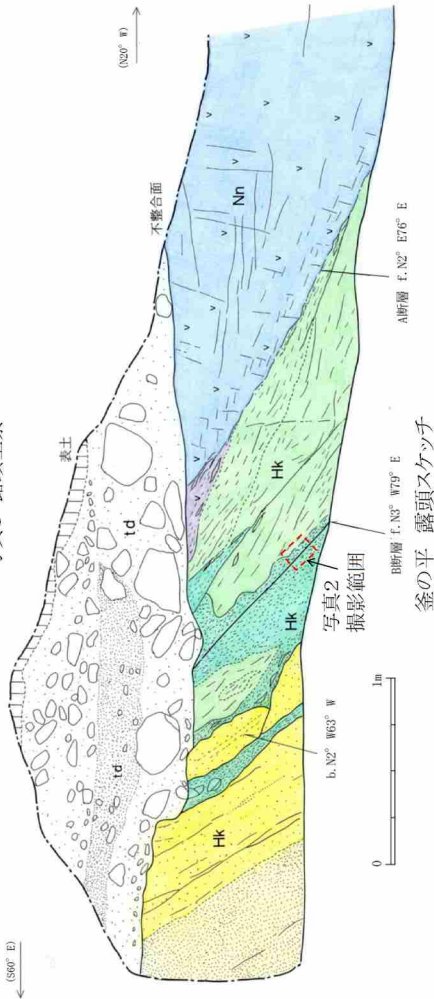 (S60° E)
(N20° W)
表土
不整合面
td
td
Nn
Hk
Hk
Hk
v
A断層 f.N2° E76° E
B断層 f.N3° W79° E
写真2
撮影範囲
b.N2° W63° W
0
1m
釜の平 露頭スケッチ